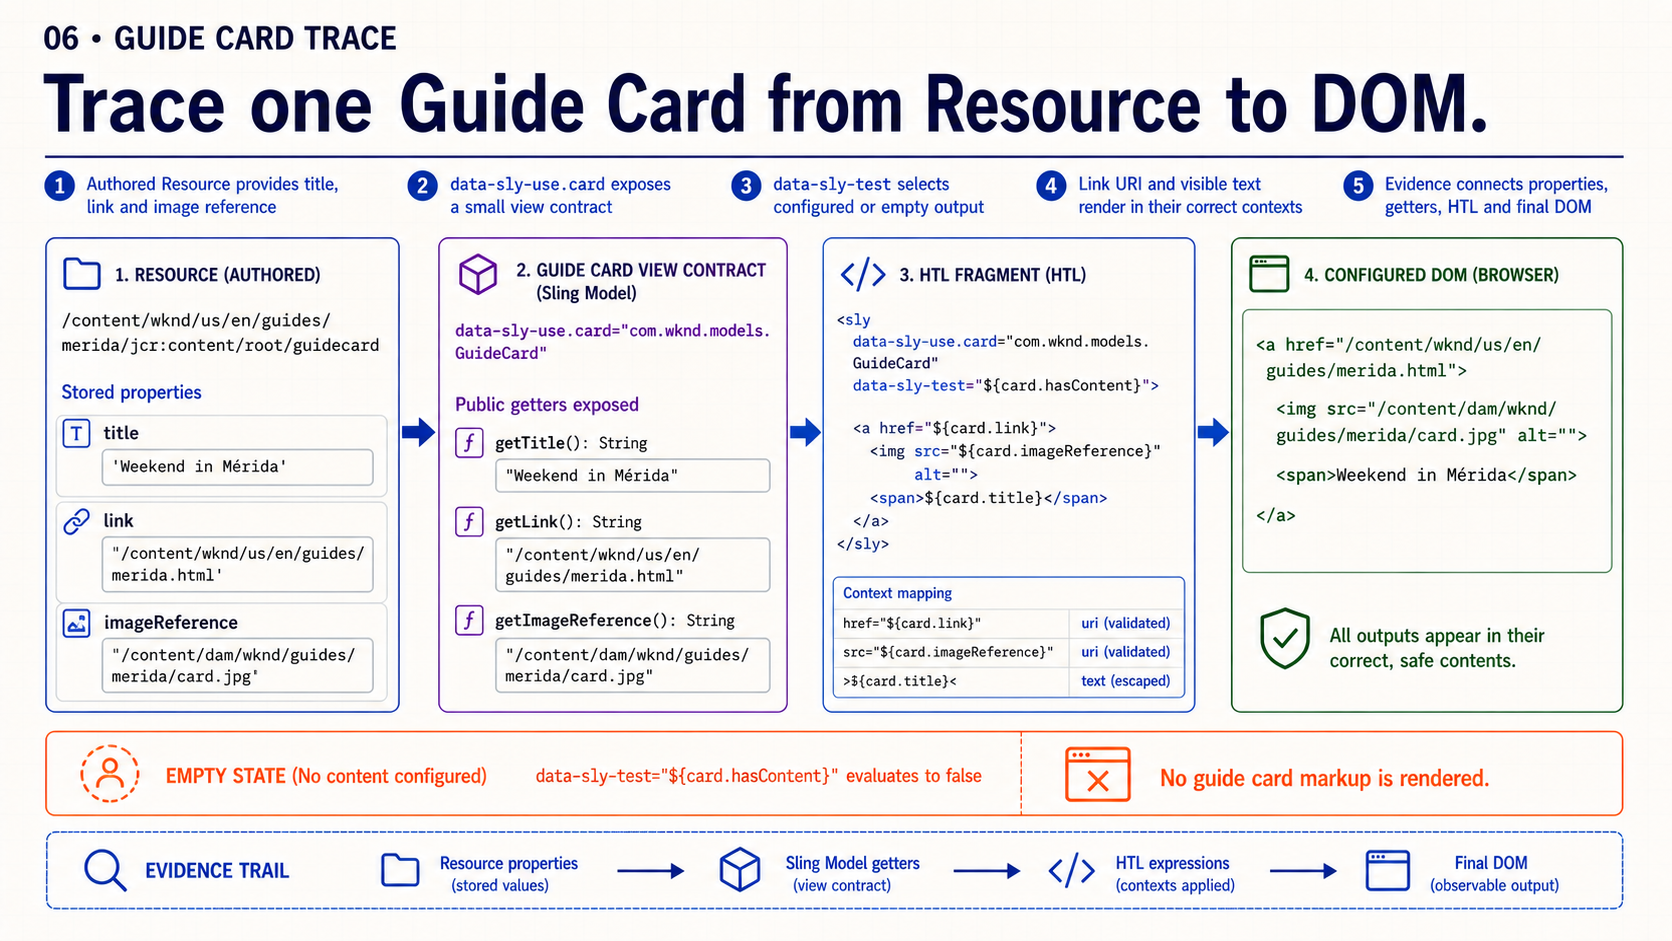 06 • GUIDE CARD TRACE
Trace one Guide Card from Resource to DOM.
1 Authored Resource provides title,
link and image reference
2 data-sly-use.card exposes
a small view contract
3 data-sly-test selects
configured or empty output
4 Link URI and visible text
render in their correct contexts
5 Evidence connects properties,
getters, HTL and final DOM
1. RESOURCE (AUTHORED)
/content/wknd/us/en/guides/
merida/jcr:content/root/guidecard
Stored properties
T title
'Weekend in Mérida'
link
"/content/wknd/us/en/guides/
merida.html'
imageReference
"/content/dam/wknd/guides/
merida/card.jpg'
2. GUIDE CARD VIEW CONTRACT
(Sling Model)
data-sly-use.card="com.wknd.models.
GuideCard"
Public getters exposed
f getTitle(): String
"Weekend in Mérida"
f getLink(): String
"/content/wknd/us/en/
guides/merida.html"
f getImageReference(): String
"/content/dam/wknd/guides/
merida/card.jpg"
</> 3. HTL FRAGMENT (HTL)
<sly
data-sly-use.card="com.wknd.models.
GuideCard"
data-sly-test="${card.hasContent}">
<a href="${card.link}">
<img src="${card.imageReference}"
alt="">
<span>${card.title}</span>
</a>
</sly>
Context mapping
href="${card.link}" uri (validated)
src="${card.imageReference}" uri (validated)
>${card.title}< text (escaped)
4. CONFIGURED DOM (BROWSER)
<a href="/content/wknd/us/en/
guides/merida.html">
<img src="/content/dam/wknd/
guides/merida/card.jpg" alt="">
<span>Weekend in Mérida</span>
</a>
All outputs appear in their
correct, safe contents.
EMPTY STATE (No content configured)
data-sly-test="${card.hasContent}" evaluates to false
No guide card markup is rendered.
EVIDENCE TRAIL
Resource properties
(stored values)
Sling Model getters
(view contract)
</> HTL expressions
(contexts applied)
Final DOM
(observable output)